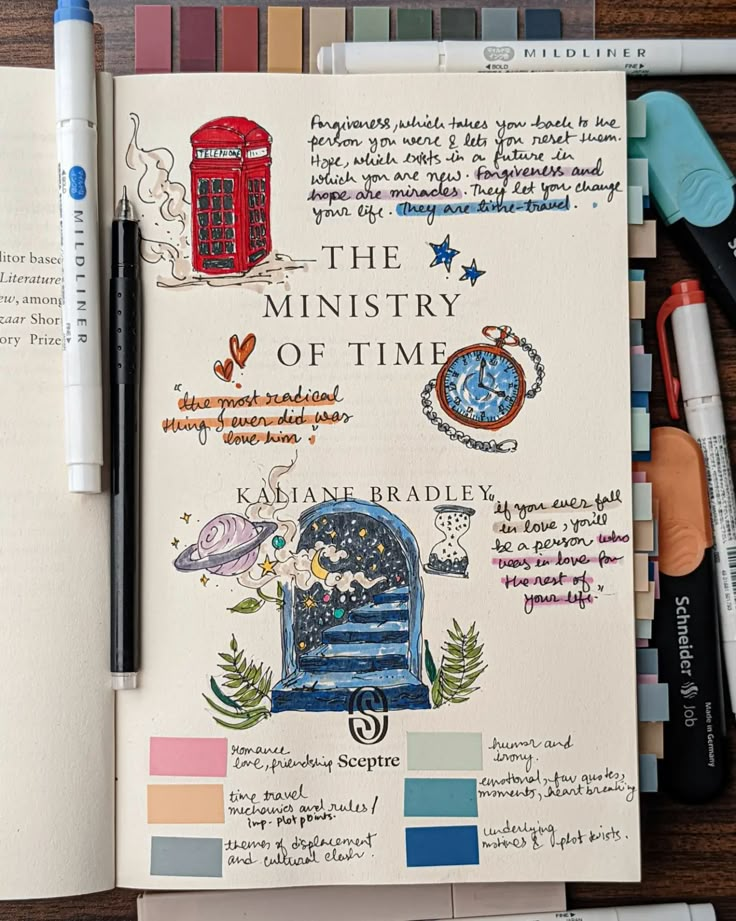 MILDLINER
BOLD
FINE
Forgiveness, which takes you back to the
person you were & lets you reset them.
Hope, which exists in a future in
which you are new. Forgiveness and
hope are miracles. They let you change
your life. They are time-travel.
TELEPHONE
THE
MINISTRY
OF TIME
"the most radical
thing I ever did was
love him."
KALIANE BRADLEY
"if you ever fall
in love, you'll
be a person who
was in love for
the rest of
your life."
S
Sceptre
romance
love, friendship
time travel
mechanics and rules/
imp. plot points.
themes of displacement
and cultural clash.
humor and
irony.
emotional, fav quotes,
moments, heart breaking
underlying
motives & plot twists.
ditor based
Literature
ew, among
zaar Shor
ory Prize
BOLD
MILDLINER
FINE
Schneider
Job
Made in Germany